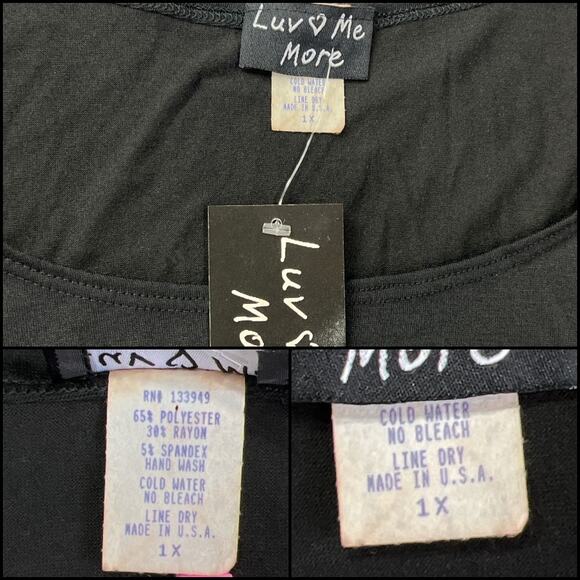 Luv ♡ Me
More
COLD WATER
NO BLEACH
LINE DRY
MADE IN U.S.A.
1X
Luv
Mo
RN# 133949
65% POLYESTER
30% RAYON
5% SPANDEX
HAND WASH
COLD WATER
NO BLEACH
LINE DRY
MADE IN U.S.A.
1X
More
COLD WATER
NO BLEACH
LINE DRY
MADE IN U.S.A.
1X